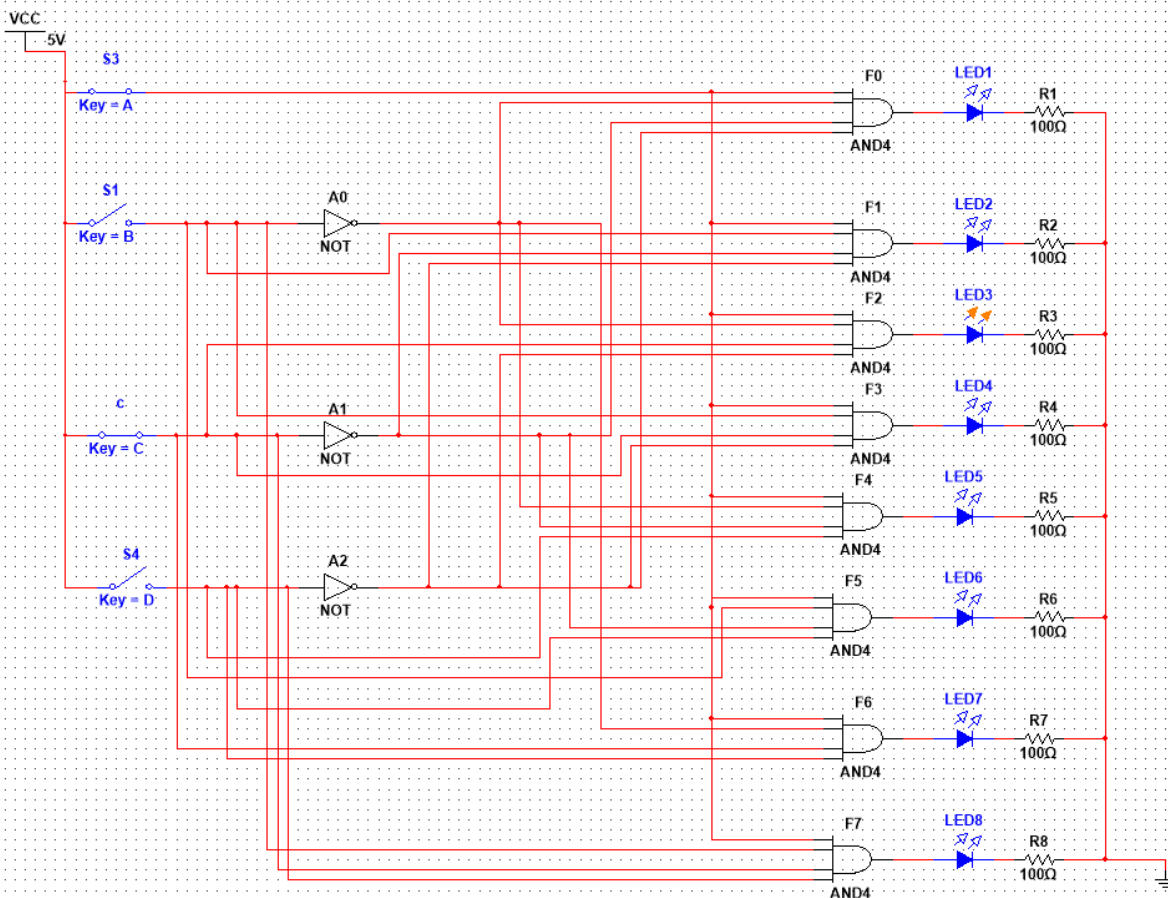 VCC
5V
S3
Key = A
F0
AND4
LED1
R1
100Ω
S1
Key = B
A0
NOT
F1
AND4
LED2
R2
100Ω
F2
AND4
LED3
R3
100Ω
c
Key = C
A1
NOT
F3
AND4
LED4
R4
100Ω
F4
AND4
LED5
R5
100Ω
S4
Key = D
A2
NOT
F5
AND4
LED6
R6
100Ω
F6
AND4
LED7
R7
100Ω
F7
AND4
LED8
R8
100Ω